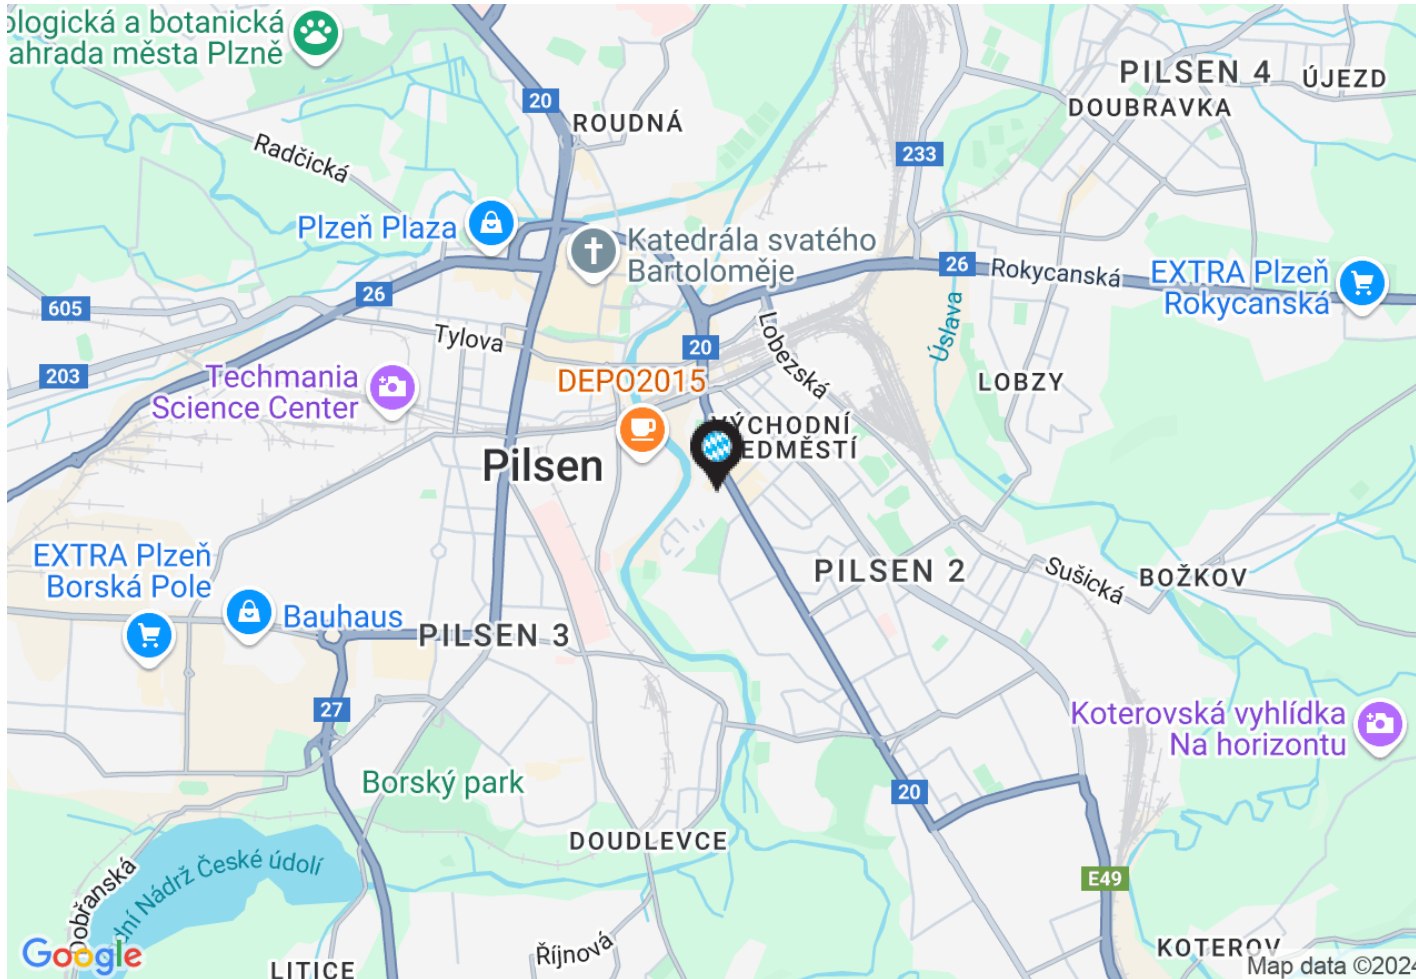 ologická a botanická
ahrada města Plzně
PILSEN 4
ÚJEZD
DOUBRAVKA
20
ROUDNÁ
233
Radčická
Plzeň Plaza
Katedrála svatého
Bartoloměje
26
Rokycanská
EXTRA Plzeň
Rokycanská
605
26
Úslava
Tylova
20
Lobezská
203
Techmania
Science Center
DEPO2015
LOBZY
VÝCHODNÍ
EDMĚSTÍ
Pilsen
EXTRA Plzeň
Borská Pole
Bauhaus
PILSEN 3
PILSEN 2
Sušická
BOŽKOV
27
Koterovská vyhlídka
Na horizontu
Borský park
20
DOUDLEVCE
Dobřanská
dní Nádrž České údolí
E49
Google
Říjnová
LITICE
KOTEROV
Map data ©2024